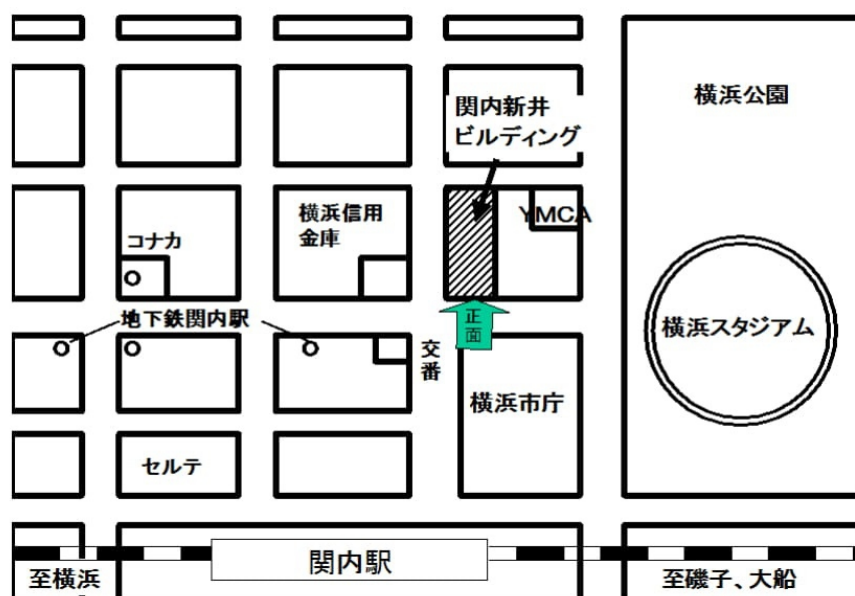 横浜公園
関内新井
ビルディング
YMCA
横浜信用
金庫
コナカ
正面
地下鉄関内駅
交番
横浜スタジアム
横浜市庁
セルテ
関内駅
至横浜
至磯子、大船